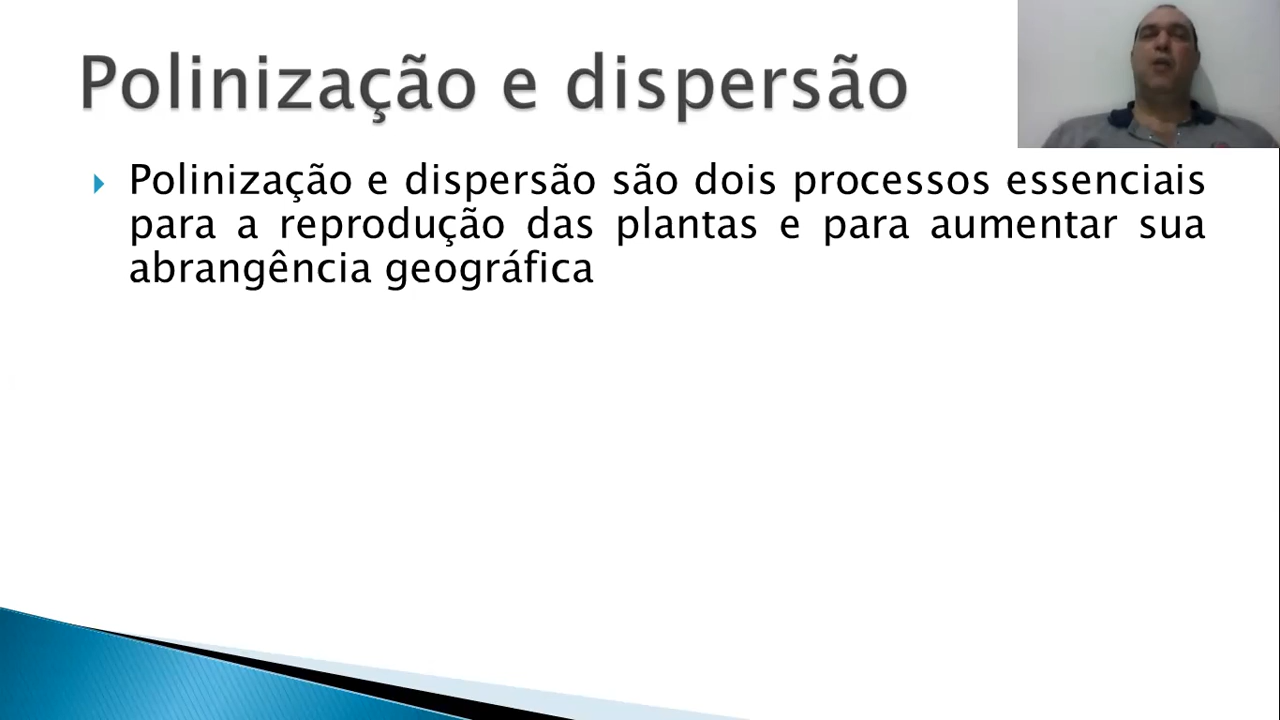 Polinização e dispersão
Polinização e dispersão são dois processos essenciais
para a reprodução das plantas e para aumentar sua
abrangência geográfica